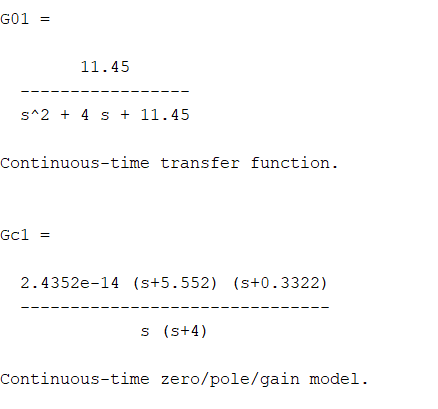 G01 =
11.45
-----------------
s^2 + 4 s + 11.45
Continuous-time transfer function.
Gc1 =
2.4352e-14 (s+5.552) (s+0.3322)
-------------------------------
s (s+4)
Continuous-time zero/pole/gain model.